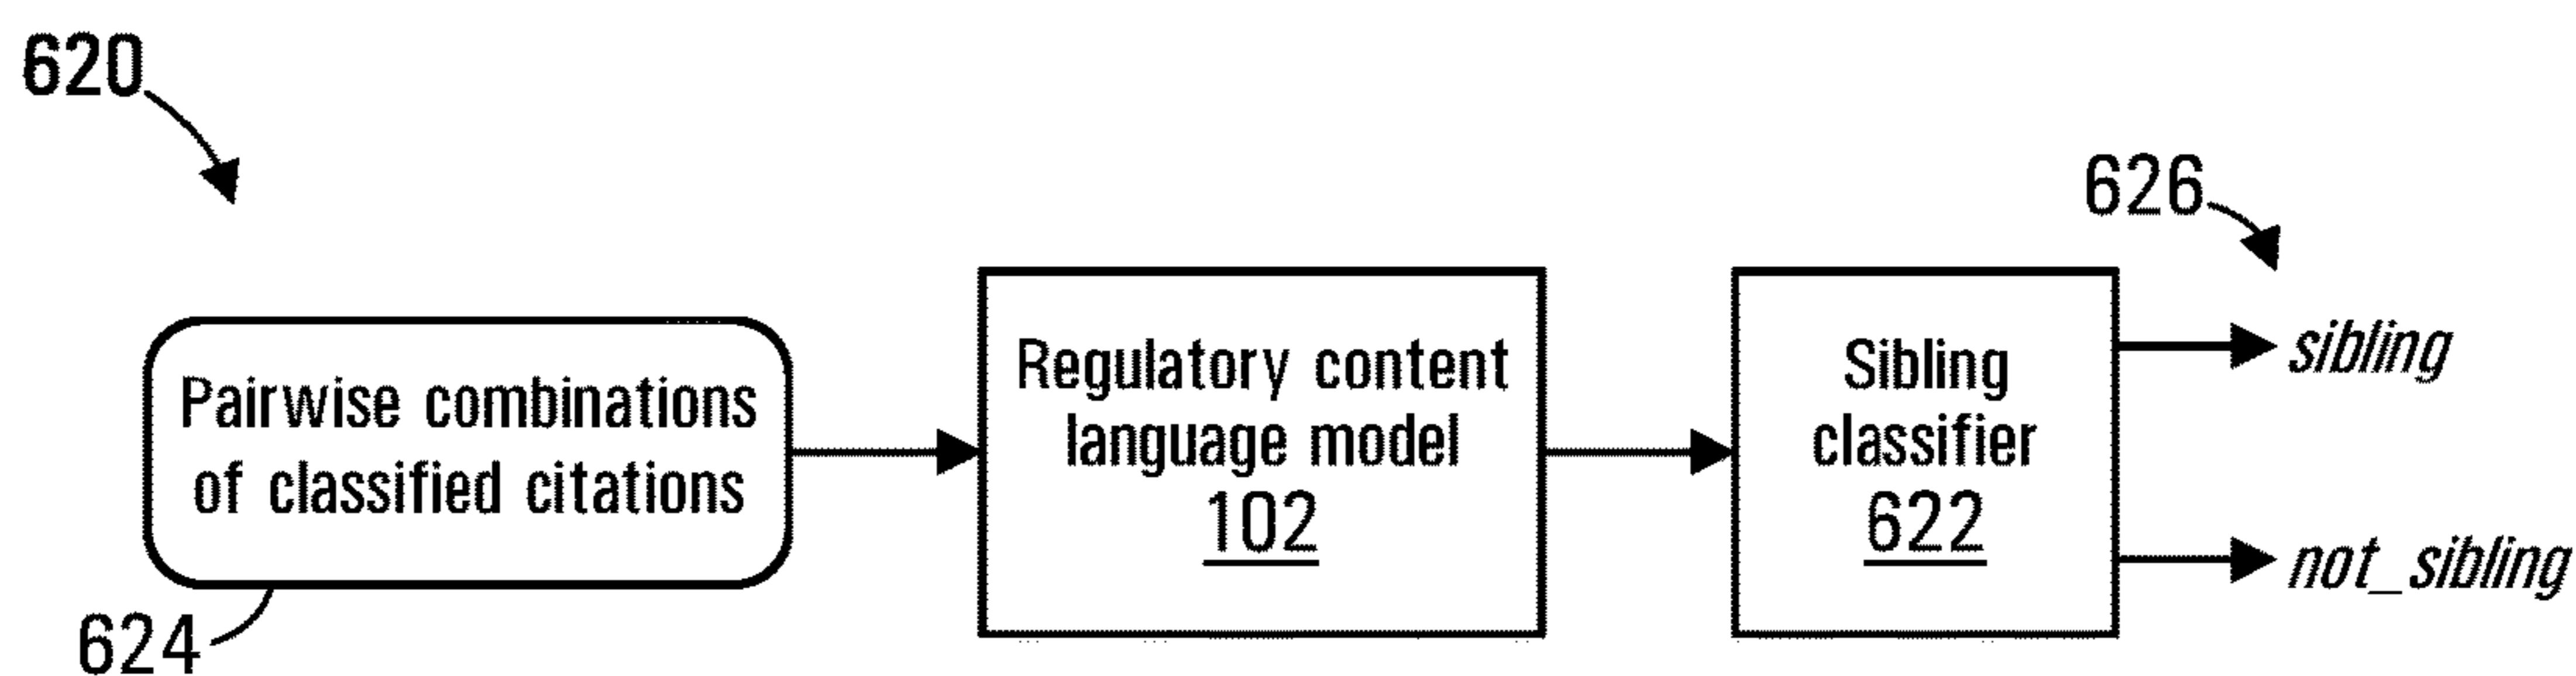 620
626
Pairwise combinations
of classified citations
624
Regulatory content
language model
102
Sibling
classifier
622
sibling
not_sibling